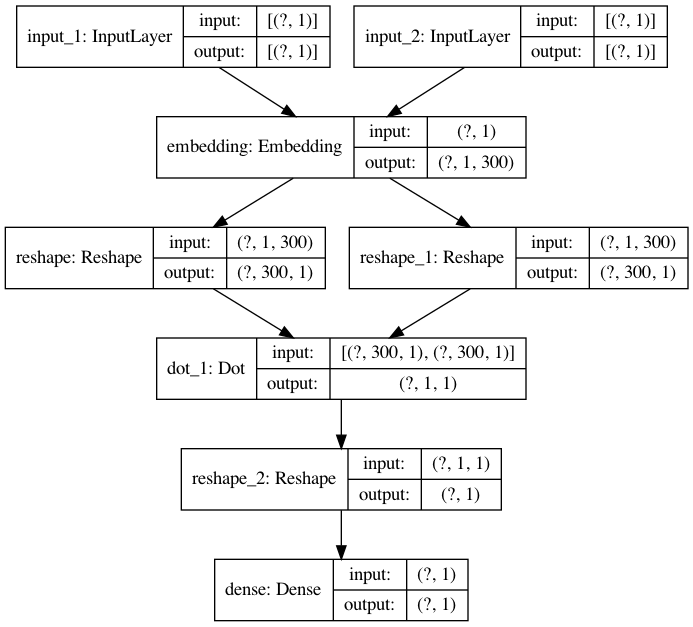 input_1: InputLayer
input:
[(?, 1)]
output:
[(?, 1)]
input_2: InputLayer
input:
[(?, 1)]
output:
[(?, 1)]
embedding: Embedding
input:
(?, 1)
output:
(?, 1, 300)
reshape: Reshape
input:
(?, 1, 300)
output:
(?, 300, 1)
reshape_1: Reshape
input:
(?, 1, 300)
output:
(?, 300, 1)
dot_1: Dot
input:
[(?, 300, 1), (?, 300, 1)]
output:
(?, 1, 1)
reshape_2: Reshape
input:
(?, 1, 1)
output:
(?, 1)
dense: Dense
input:
(?, 1)
output:
(?, 1)